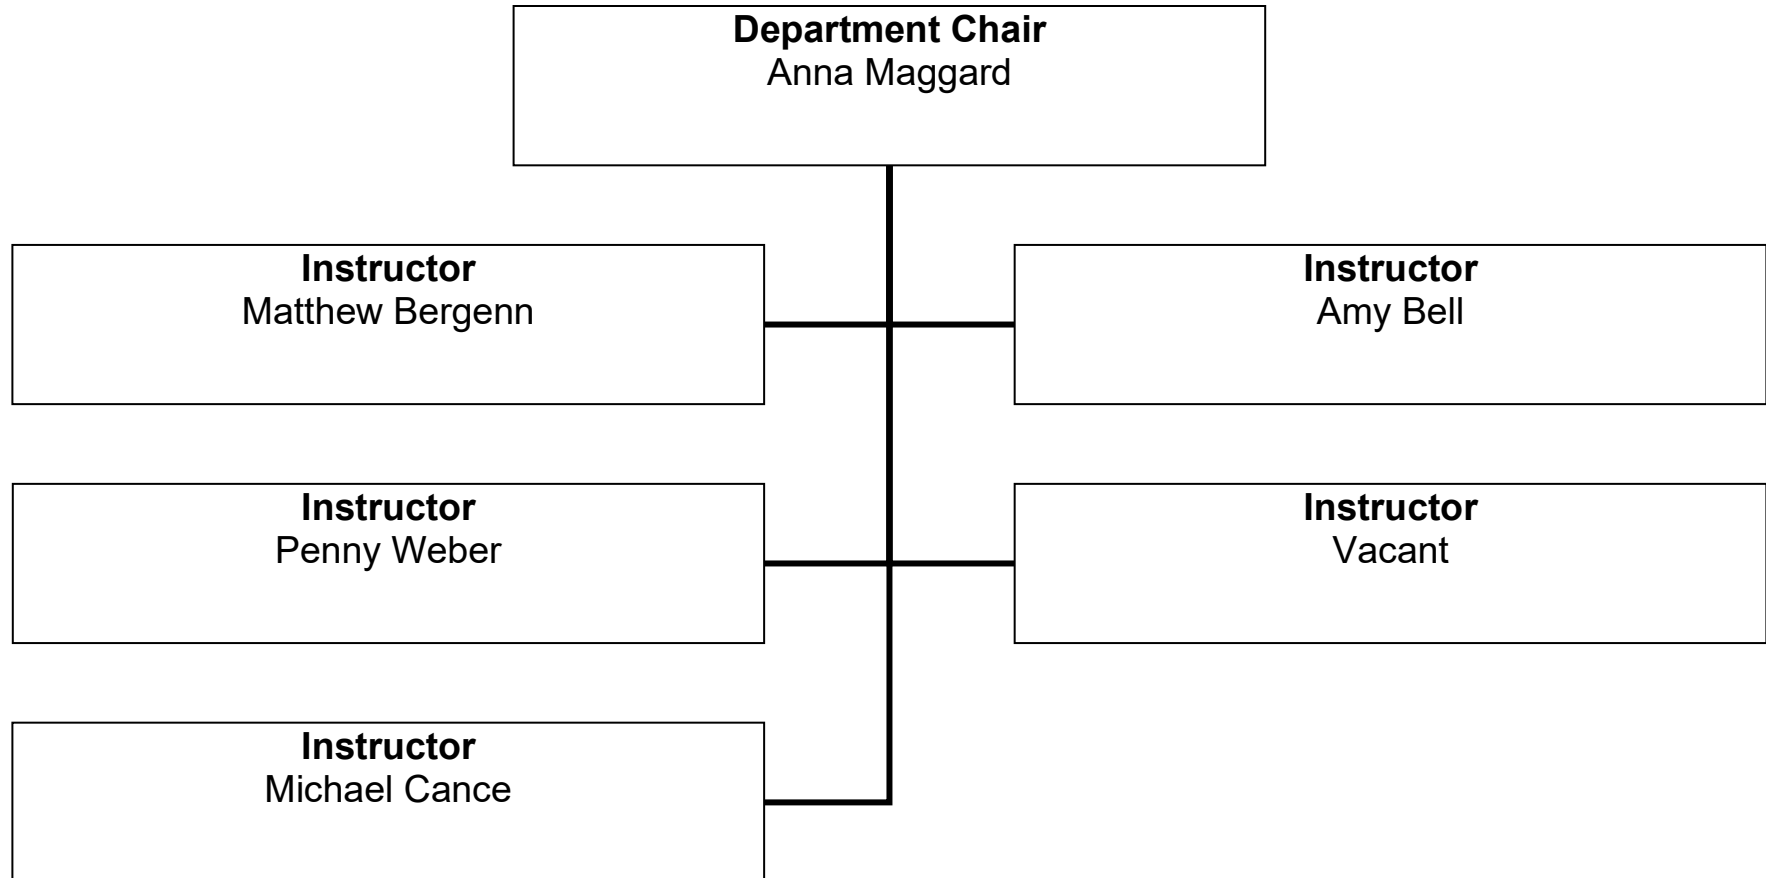 Department Chair
Anna Maggard
Instructor
Matthew Bergenn
Instructor
Amy Bell
Instructor
Penny Weber
Instructor
Vacant
Instructor
Michael Cance